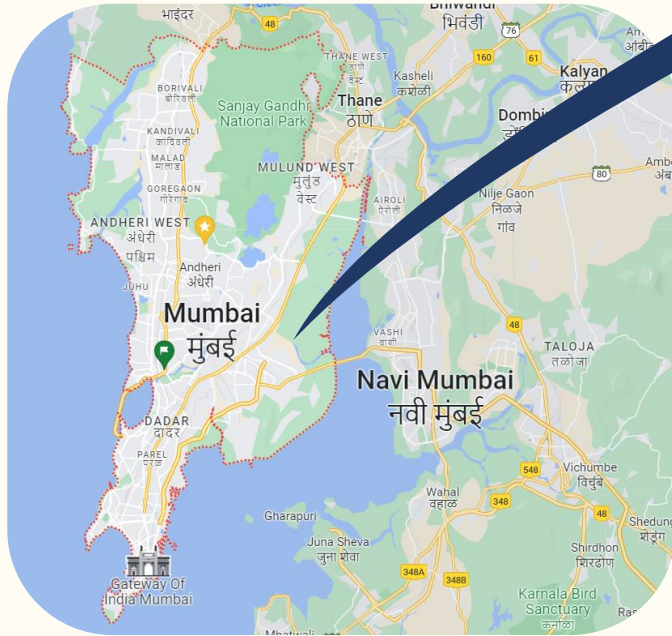 भाईंदर
48
Bhiwandi
भिवंडी
76
THANE WEST
ठाणे
वेस्ट
160
61
Kasheli
कशेळी
Kalyan
BORIVALI
बोरिवली
Sanjay Gandhi
National Park
Thane
ठाणे
KANDIVALI
कांदिवली
MALAD
मालाड
MULUND WEST
मुलुंड
वेस्ट
80
GOREGAON
गोरेगाव
AIROLI
ऐरोली
Nilje Gaon
निळजे
गांव
ANDHERI WEST
अंधेरी
पश्चिम
Andheri
अंधेरी
JUHU
Mumbai
मुंबई
48
VASHI
वाशी
TALOJA
तळोजा
Navi Mumbai
नवी मुंबई
DADAR
दादर
PAREL
परळ
548
Vichumbe
विचुंबे
Wahal
वहाळ
348
48
Gharapuri
Juna Sheva
जुना शेवा
Shirdhon
शिरढोण
348A
348B
Gateway Of
India Mumbai
Karnala Bird
Sanctuary
कर्नाळा